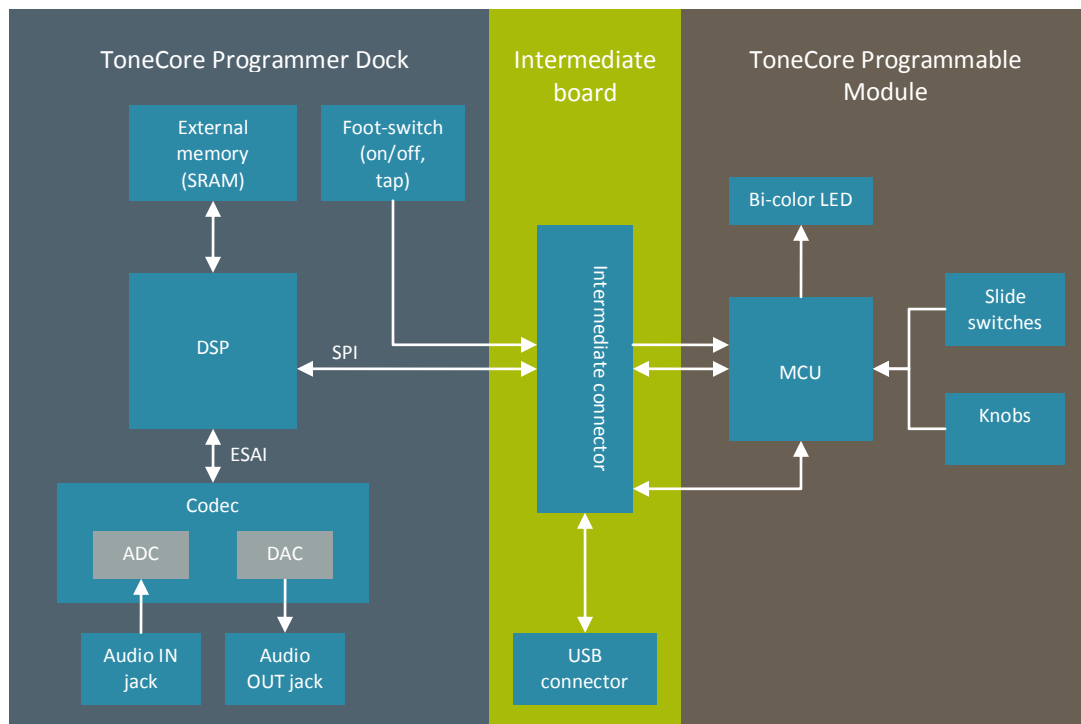 ToneCore Programmer Dock
Intermediate
board
ToneCore Programmable
Module
External
memory
(SRAM)
Foot-switch
(on/off,
tap)
Bi-color LED
Intermediate connector
Slide
switches
DSP
SPI
MCU
Knobs
ESAI
Codec
ADC
DAC
Audio IN
jack
Audio
OUT jack
USB
connector